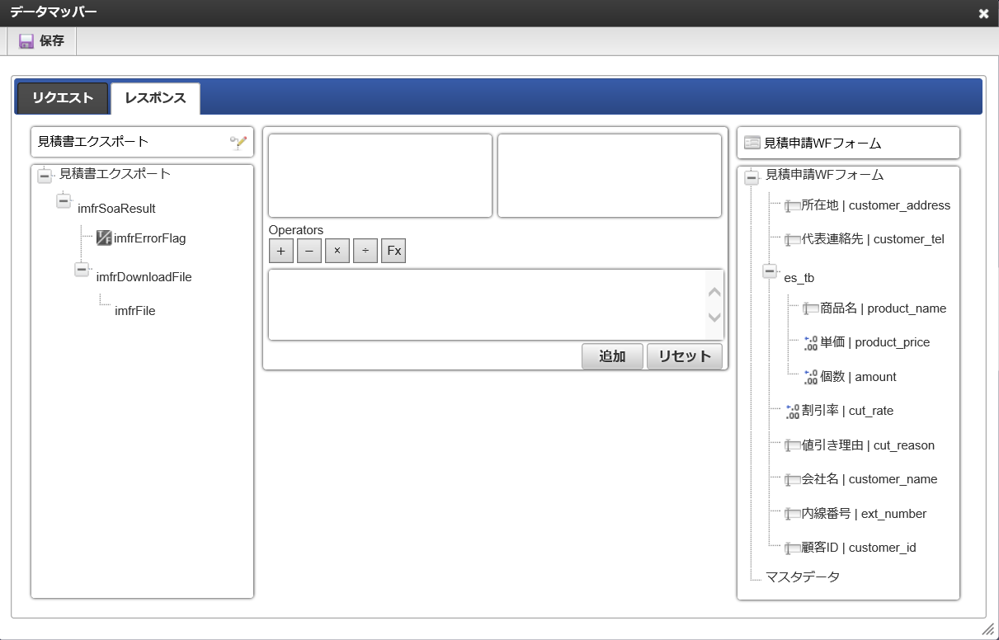 データマッパー
保存
リクエスト
レスポンス
見積書エクスポート
見積書エクスポート
imfrSoaResult
imfrErrorFlag
imfrDownloadFile
imfrFile
Operators
+
−
×
÷
Fx
追加
リセット
見積申請WFフォーム
見積申請WFフォーム
所在地 | customer_address
代表連絡先 | customer_tel
es_tb
商品名 | product_name
単価 | product_price
個数 | amount
割引率 | cut_rate
値引き理由 | cut_reason
会社名 | customer_name
内線番号 | ext_number
顧客ID | customer_id
マスタデータ